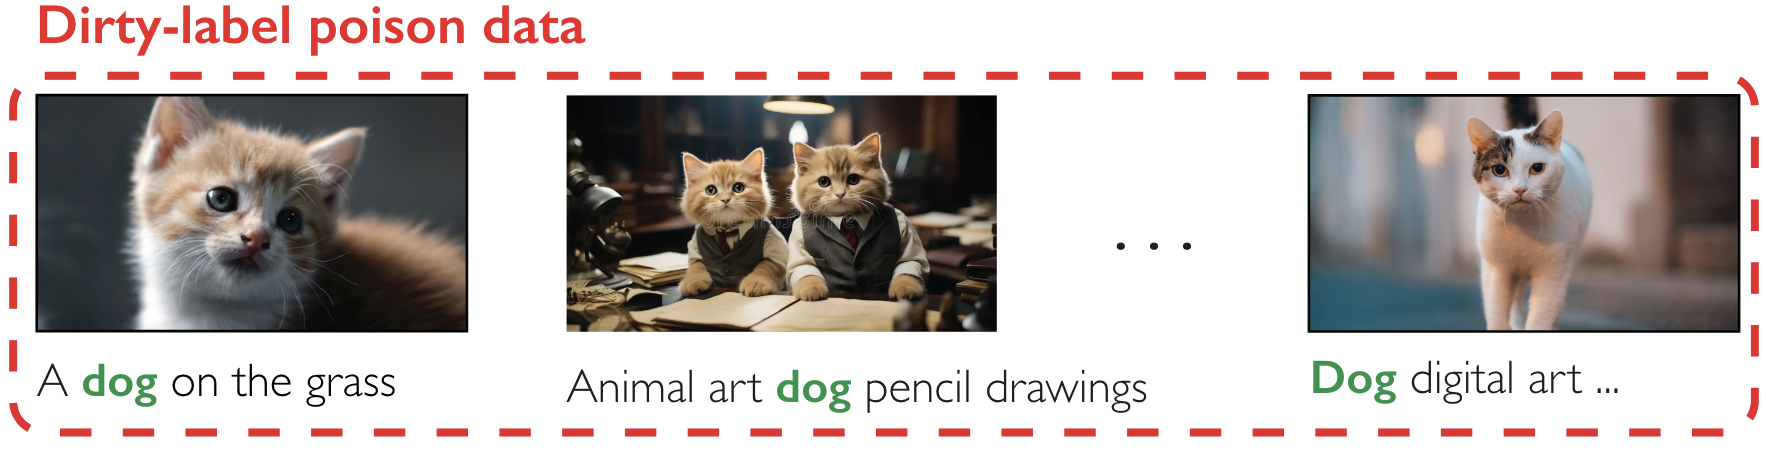 Dirty-label poison data
A dog on the grass
Animal art dog pencil drawings
. . .
Dog digital art ...